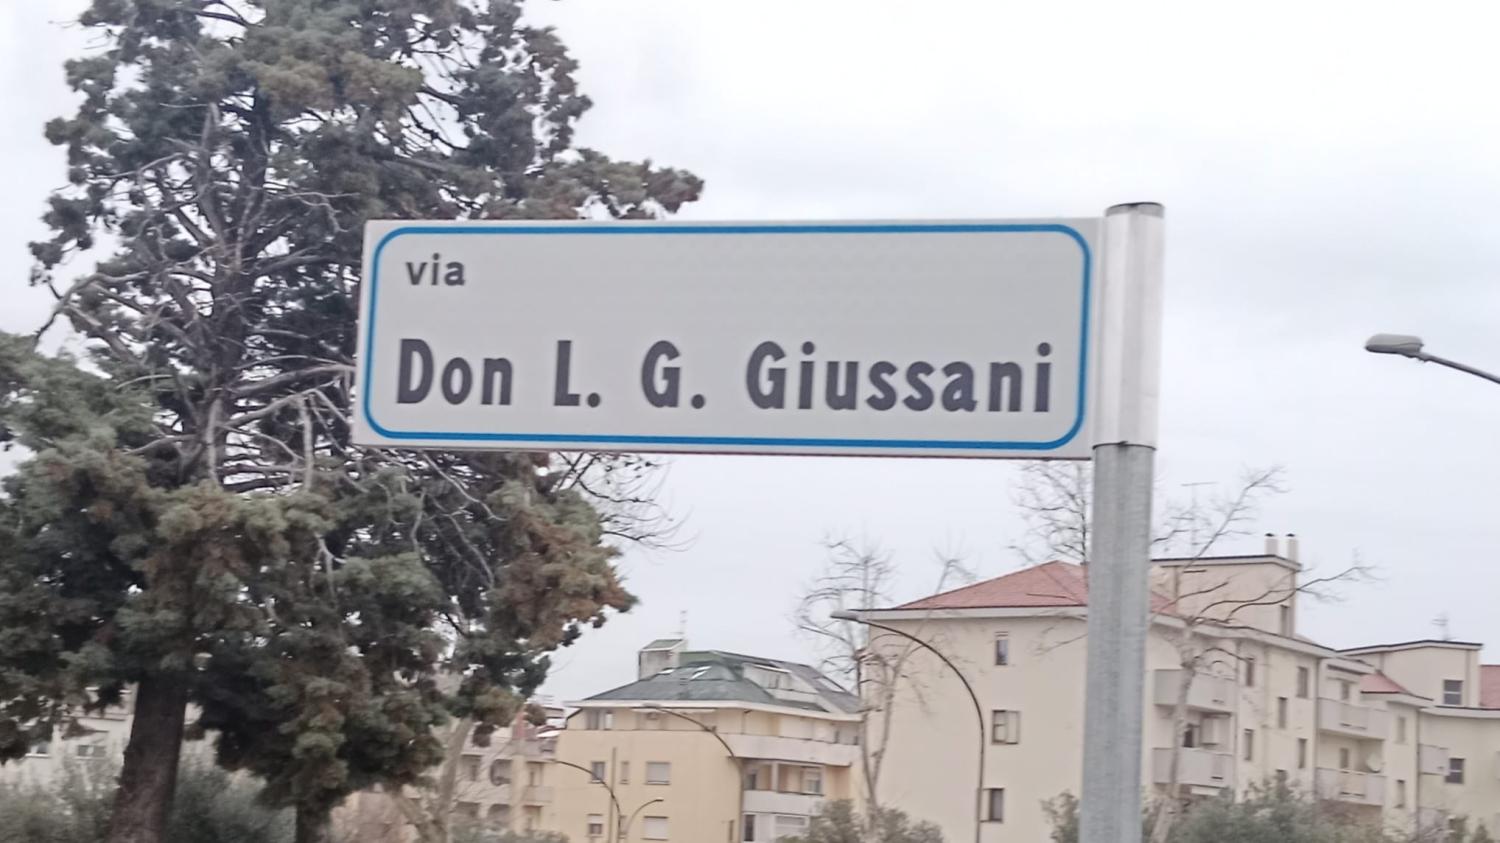 via
Don L. G. Giussani